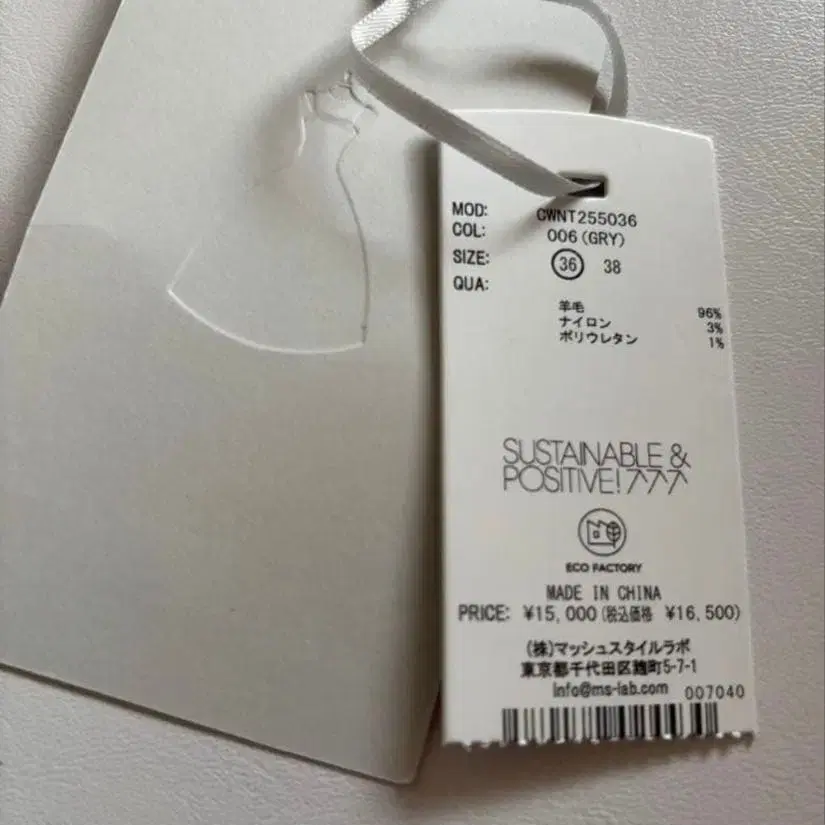 MOD: CWNT255036
COL: 006(GRY)
SIZE: 36 38
QUA:
羊毛 96%
ナイロン 3%
ポリウレタン 1%
SUSTAINABLE &
POSITIVE!
ECO FACTORY
MADE IN CHINA
PRICE: ¥15,000(税込価格 ¥16,500)
(株)マッシュスタイルラボ
東京都千代田区麹町5-7-1
info@ms-lab.com 007040